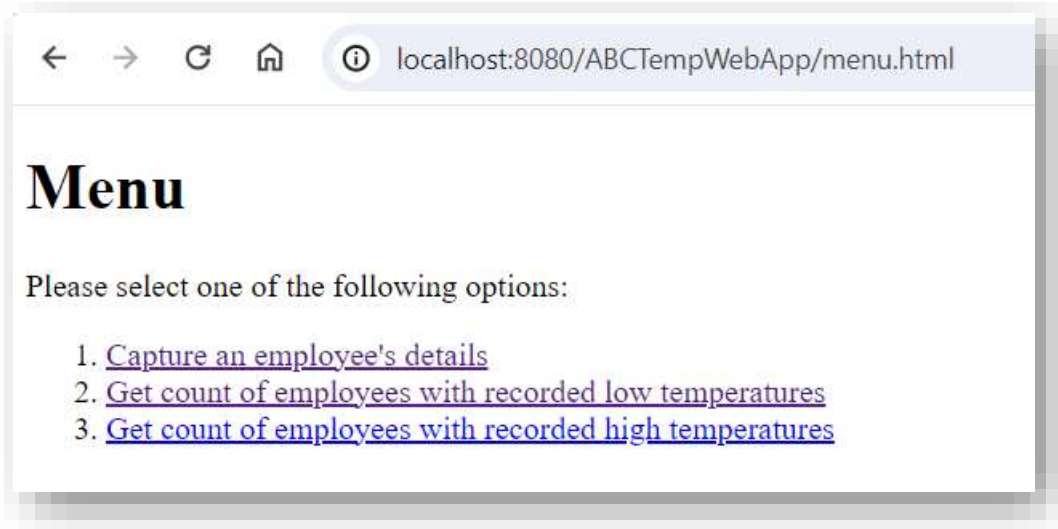 localhost:8080/ABCTempWebApp/menu.html
Menu
Please select one of the following options:
1. Capture an employee's details
2. Get count of employees with recorded low temperatures
3. Get count of employees with recorded high temperatures